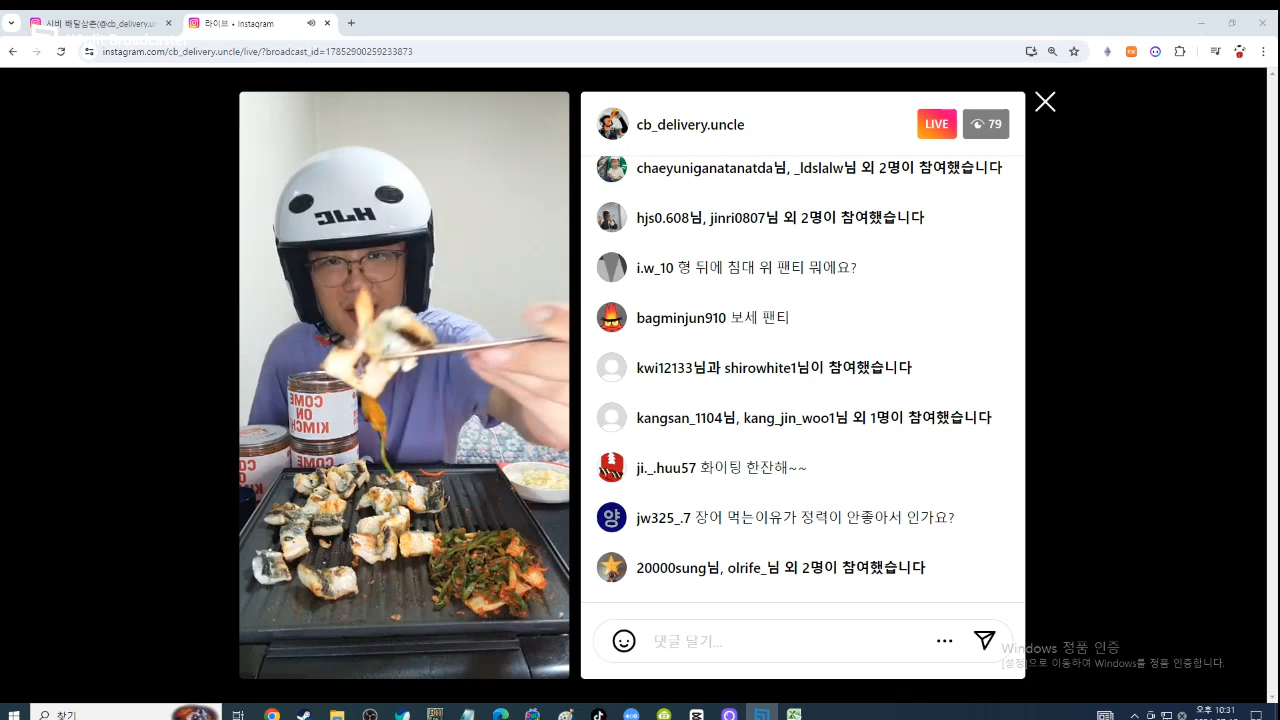 시바 배달삼촌(@cb_delivery.un
라이브 • Instagram
instagram.com/cb_delivery.uncle/live/?broadcast_id=17852900259233873
cb_delivery.uncle
LIVE
79
chaeyuniganatanatda님, _ldslalw님 외 2명이 참여했습니다
hjs0.608님, jinri0807님 외 2명이 참여했습니다
i.w_10 형 뒤에 침대 위 팬티 뭐에요?
bagminjun910 보세 팬티
kwi12133님과 shirowhite1님이 참여했습니다
kangsan_1104님, kang_jin_woo1님 외 1명이 참여했습니다
ji._.huu57 화이팅 한잔해~~
양
jw325_.7 장어 먹는이유가 정력이 안좋아서 인가요?
20000sung님, olrife_님 외 2명이 참여했습니다
댓글 달기...
HJC
COME
ON
KIMCHI
COME
Windows 정품 인증
[설정]으로 이동하여 Windows를 정품 인증합니다.
찾기
오후 10:31